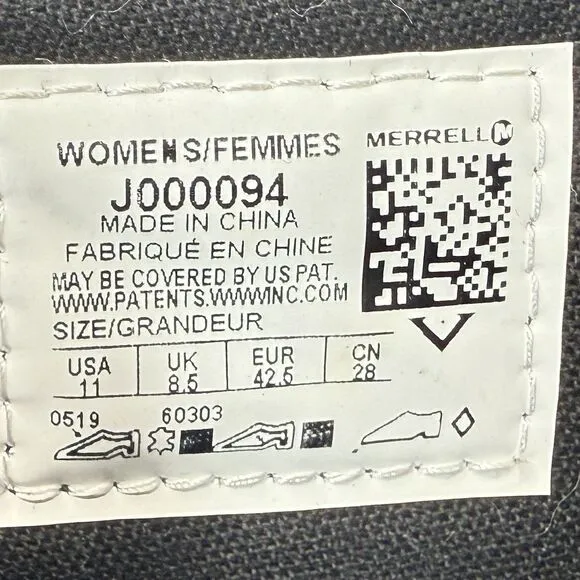 WOMENS/FEMMES
MERRELL M
J000094
MADE IN CHINA
FABRIQUÉ EN CHINE
MAY BE COVERED BY US PAT.
WWW.PATENTS.WWWINC.COM
SIZE/GRANDEUR
USA UK EUR CN
11 8.5 42.5 28
0519 60303